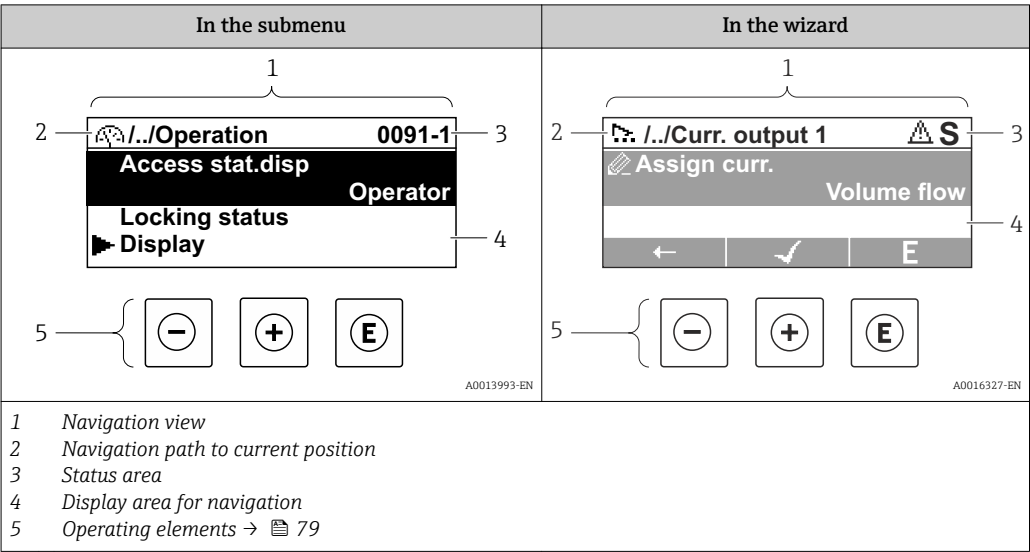 In the submenu
In the wizard
1
2 /../Operation 0091-1 3
Access stat.disp
Operator
Locking status
Display 4
5 - + E
A0013993-EN
1
2 /../Curr. output 1 ⚠ S 3
Assign curr.
Volume flow
4
← ✓ E
5 - + E
A0016327-EN
1 Navigation view
2 Navigation path to current position
3 Status area
4 Display area for navigation
5 Operating elements → 79